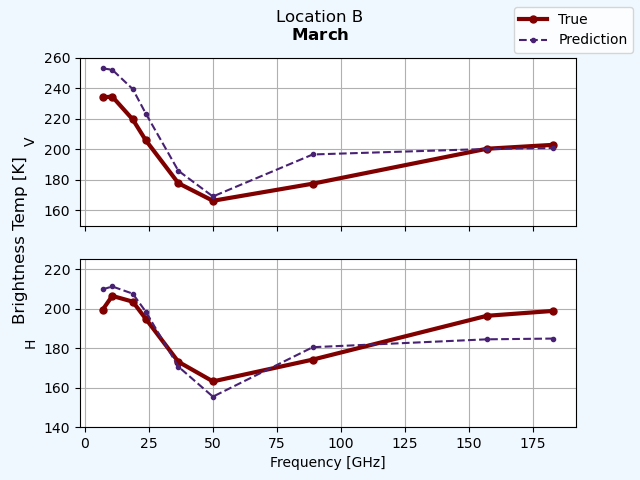 Location B
March
True
Prediction
260
240
220
200
180
160
V
Brightness Temp [K]
220
200
180
160
140
H
0
25
50
75
100
125
150
175
Frequency [GHz]